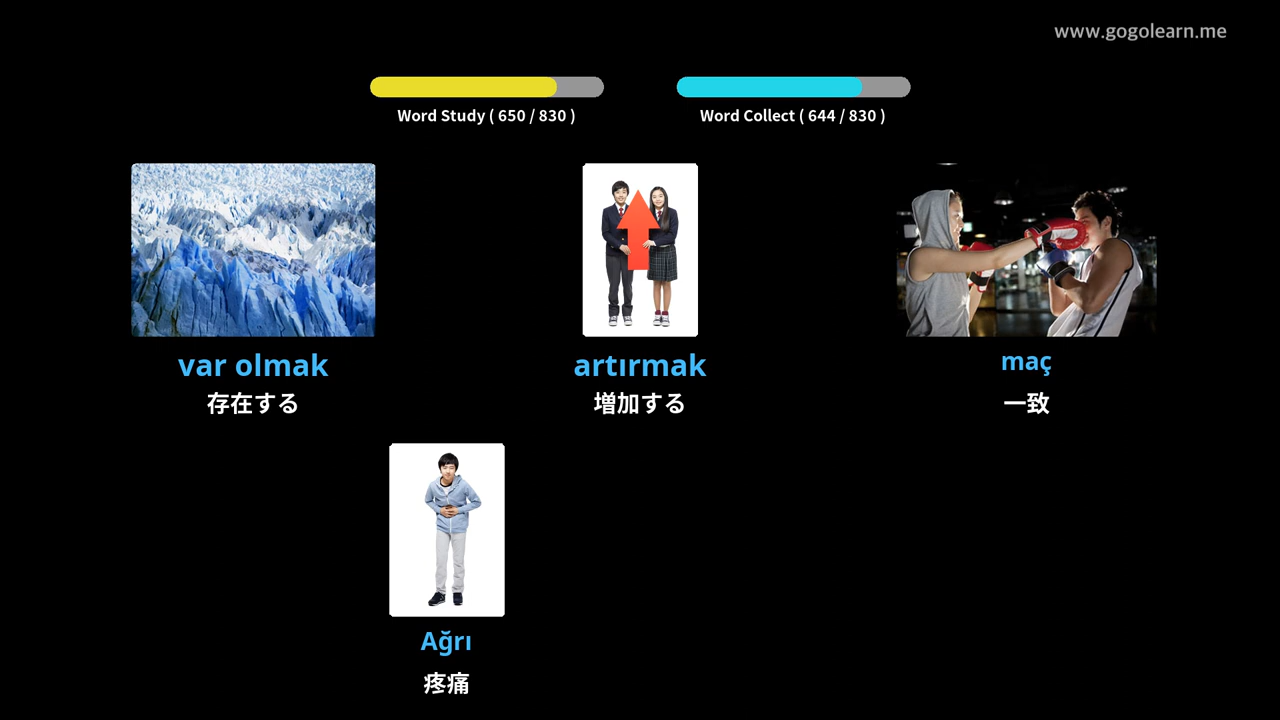 www.gogolearn.me
Word Study ( 650 / 830 )
Word Collect ( 644 / 830 )
var olmak
存在する
artırmak
増加する
maç
一致
Ağrı
疼痛